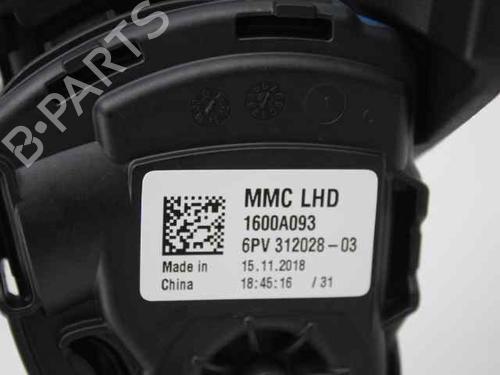 B-PARTS
MMC LHD
1600A093
6PV 312028-03
Made in 15.11.2018
China 18:45:16 /31